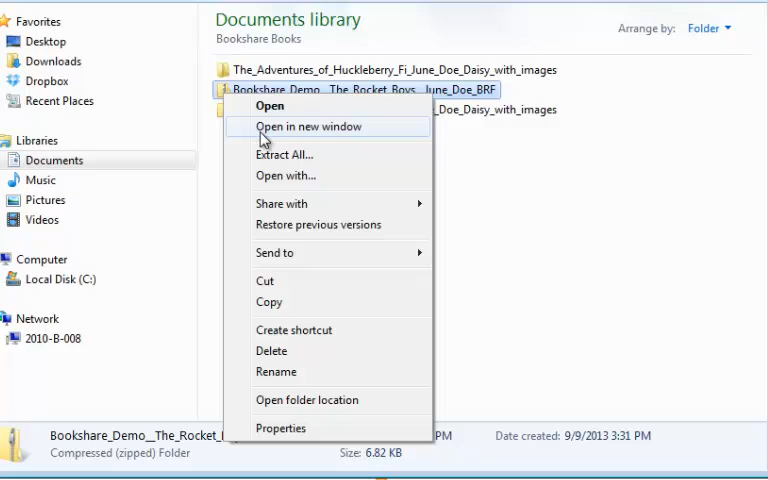 Favorites
Desktop
Downloads
Dropbox
Recent Places
Libraries
Documents
Music
Pictures
Videos
Computer
Local Disk (C:)
Network
2010-B-008
Documents library
Bookshare Books
Arrange by: Folder
The_Adventures_of_Huckleberry_Fi_June_Doe_Daisy_with_images
Bookshare_Demo__The_Rocket_Boys__June_Doe_BRF
e_Doe_Daisy_with_images
Open
Open in new window
Extract All...
Open with...
Share with
Restore previous versions
Send to
Cut
Copy
Create shortcut
Delete
Rename
Open folder location
Properties
Bookshare_Demo__The_Rocket_ PM Date created: 9/9/2013 3:31 PM
Compressed (zipped) Folder Size: 6.82 KB